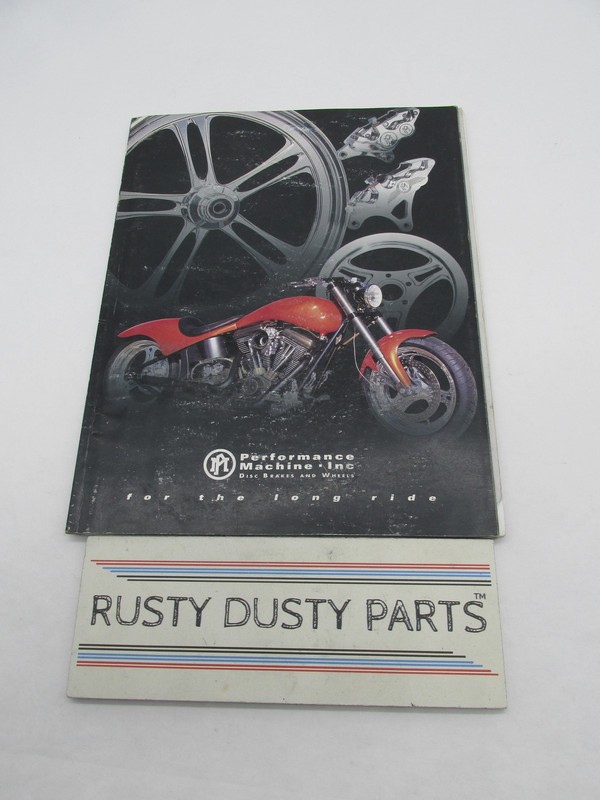 PM
Performance
Machine • Inc
DISC BRAKES AND WHEELS
for the long ride
RUSTY DUSTY PARTS™